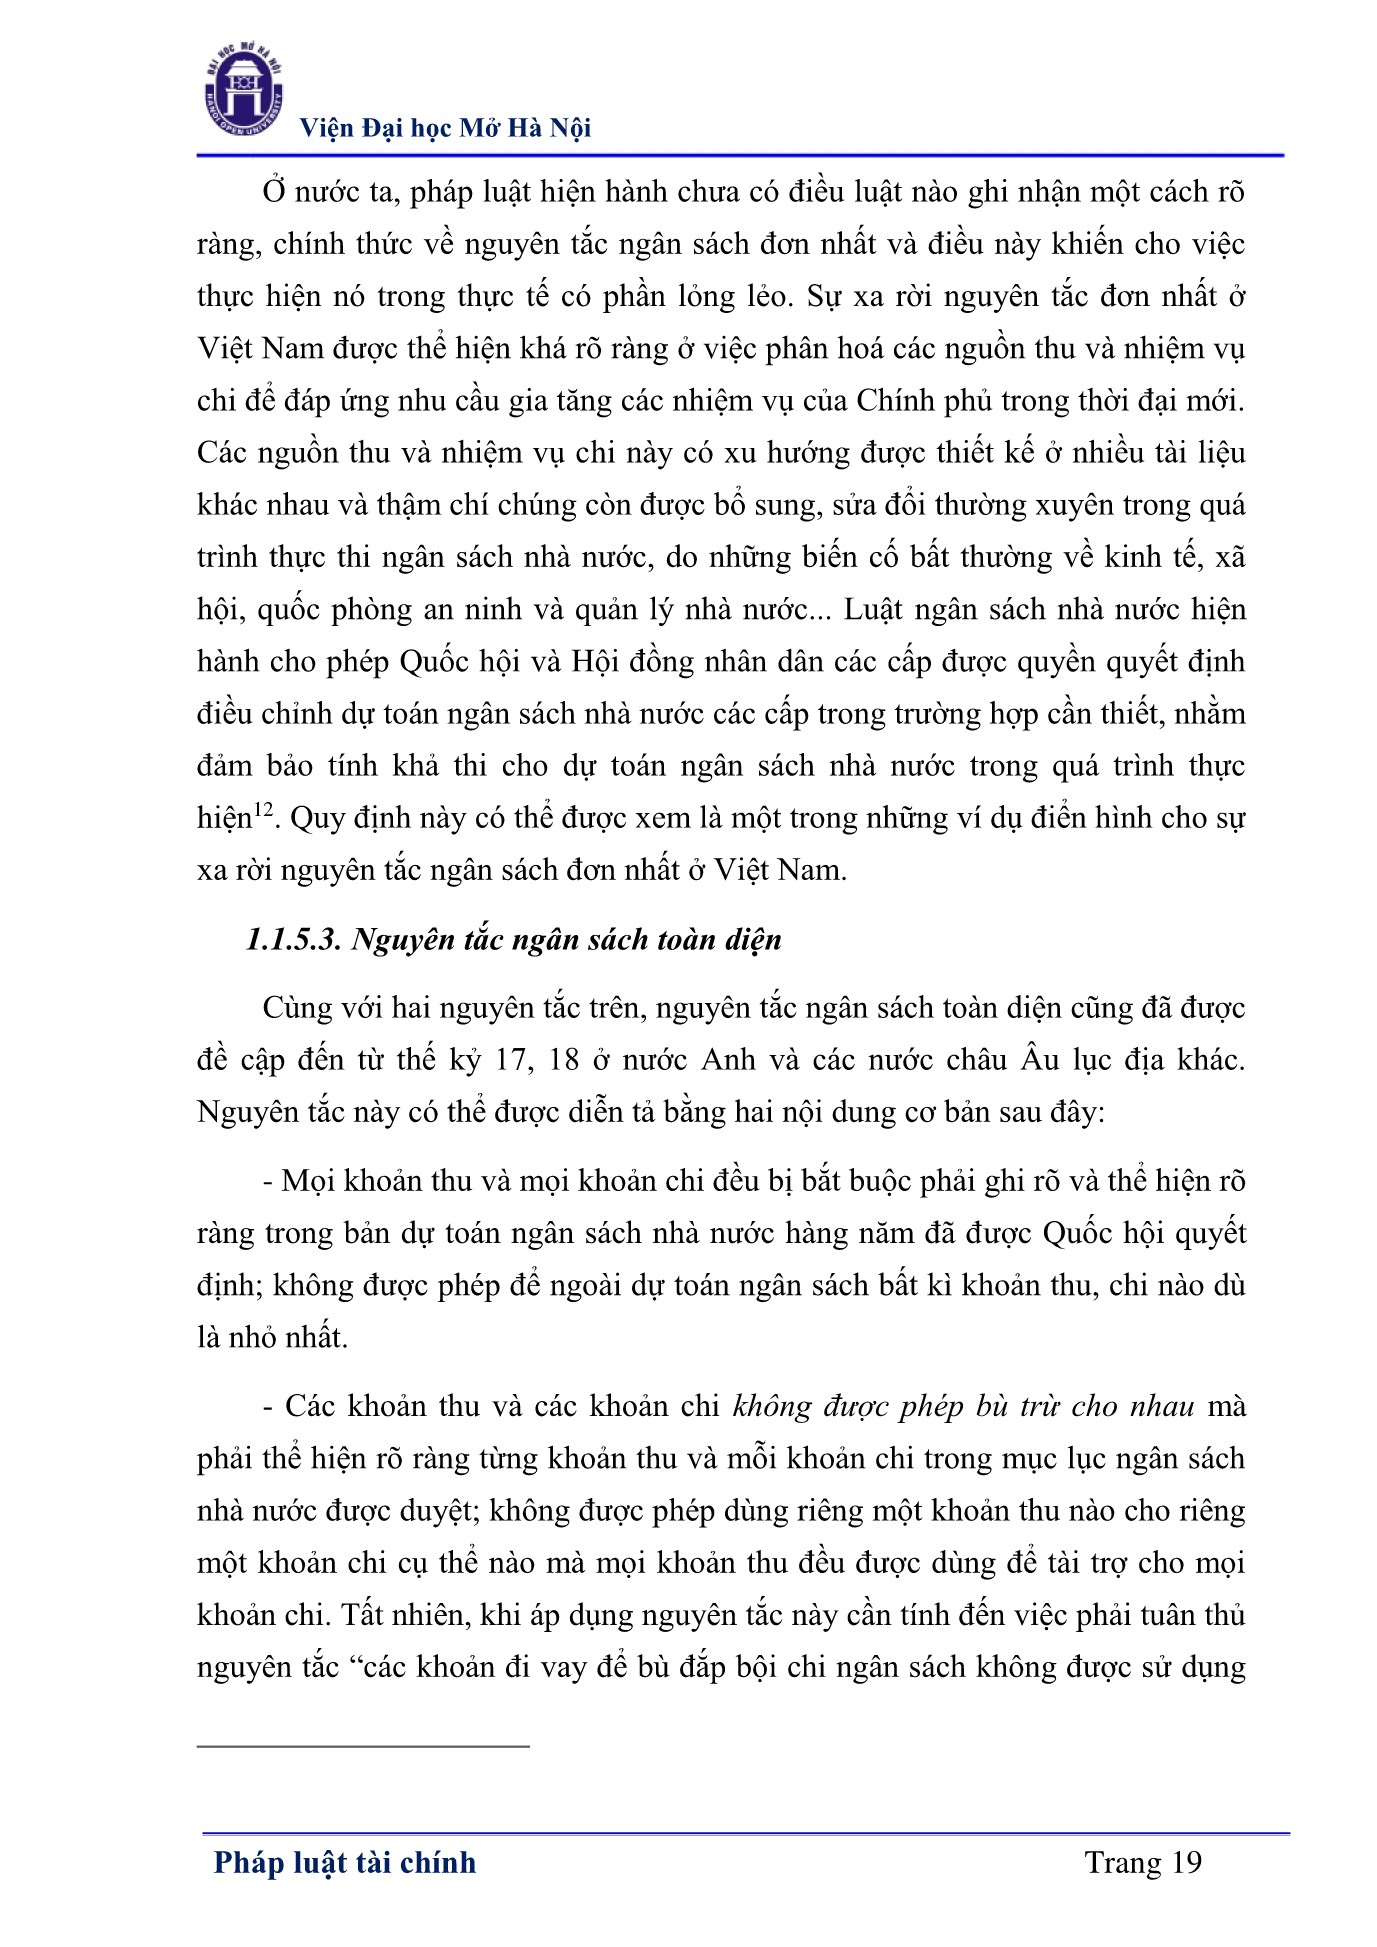 ĐẠI HỌC MỞ HÀ NỘI
HANOI OPEN UNIVERSITY
Viện Đại học Mở Hà Nội
Ở nước ta, pháp luật hiện hành chưa có điều luật nào ghi nhận một cách rõ
ràng, chính thức về nguyên tắc ngân sách đơn nhất và điều này khiến cho việc
thực hiện nó trong thực tế có phần lỏng lẻo. Sự xa rời nguyên tắc đơn nhất ở
Việt Nam được thể hiện khá rõ ràng ở việc phân hoá các nguồn thu và nhiệm vụ
chi để đáp ứng nhu cầu gia tăng các nhiệm vụ của Chính phủ trong thời đại mới.
Các nguồn thu và nhiệm vụ chi này có xu hướng được thiết kế ở nhiều tài liệu
khác nhau và thậm chí chúng còn được bổ sung, sửa đổi thường xuyên trong quá
trình thực thi ngân sách nhà nước, do những biến cố bất thường về kinh tế, xã
hội, quốc phòng an ninh và quản lý nhà nước... Luật ngân sách nhà nước hiện
hành cho phép Quốc hội và Hội đồng nhân dân các cấp được quyền quyết định
điều chỉnh dự toán ngân sách nhà nước các cấp trong trường hợp cần thiết, nhằm
đảm bảo tính khả thi cho dự toán ngân sách nhà nước trong quá trình thực
hiện12. Quy định này có thể được xem là một trong những ví dụ điển hình cho sự
xa rời nguyên tắc ngân sách đơn nhất ở Việt Nam.
1.1.5.3. Nguyên tắc ngân sách toàn diện
Cùng với hai nguyên tắc trên, nguyên tắc ngân sách toàn diện cũng đã được
đề cập đến từ thế kỷ 17, 18 ở nước Anh và các nước châu Âu lục địa khác.
Nguyên tắc này có thể được diễn tả bằng hai nội dung cơ bản sau đây:
- Mọi khoản thu và mọi khoản chi đều bị bắt buộc phải ghi rõ và thể hiện rõ
ràng trong bản dự toán ngân sách nhà nước hàng năm đã được Quốc hội quyết
định; không được phép để ngoài dự toán ngân sách bất kì khoản thu, chi nào dù
là nhỏ nhất.
- Các khoản thu và các khoản chi không được phép bù trừ cho nhau mà
phải thể hiện rõ ràng từng khoản thu và mỗi khoản chi trong mục lục ngân sách
nhà nước được duyệt; không được phép dùng riêng một khoản thu nào cho riêng
một khoản chi cụ thể nào mà mọi khoản thu đều được dùng để tài trợ cho mọi
khoản chi. Tất nhiên, khi áp dụng nguyên tắc này cần tính đến việc phải tuân thủ
nguyên tắc “các khoản đi vay để bù đắp bội chi ngân sách không được sử dụng
Pháp luật tài chính
Trang 19